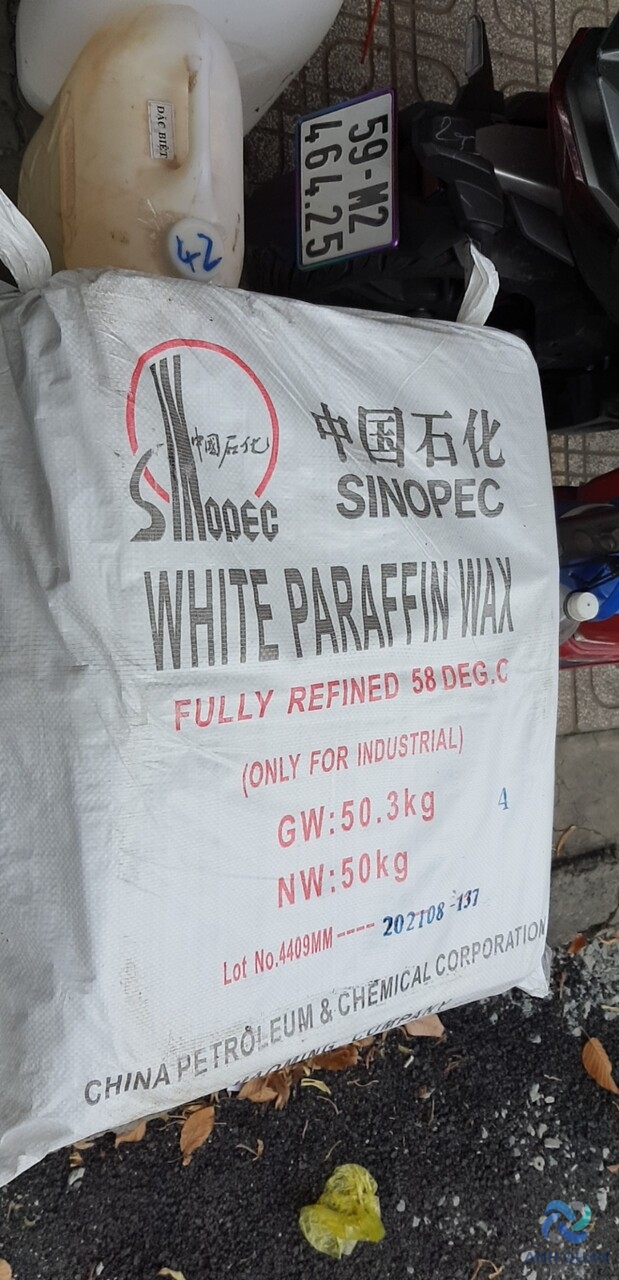 ĐẶC BIỆT
42
59-M2
464.25
中国石化
SINOPEC
中国石化
SINOPEC
WHITE PARAFFIN WAX
FULLY REFINED 58 DEG.C
(ONLY FOR INDUSTRIAL)
GW:50.3kg
4
NW:50kg
Lot No.4409MM---- 202108-137
CHINA PETROLEUM & CHEMICAL CORPORATION
COMPANY